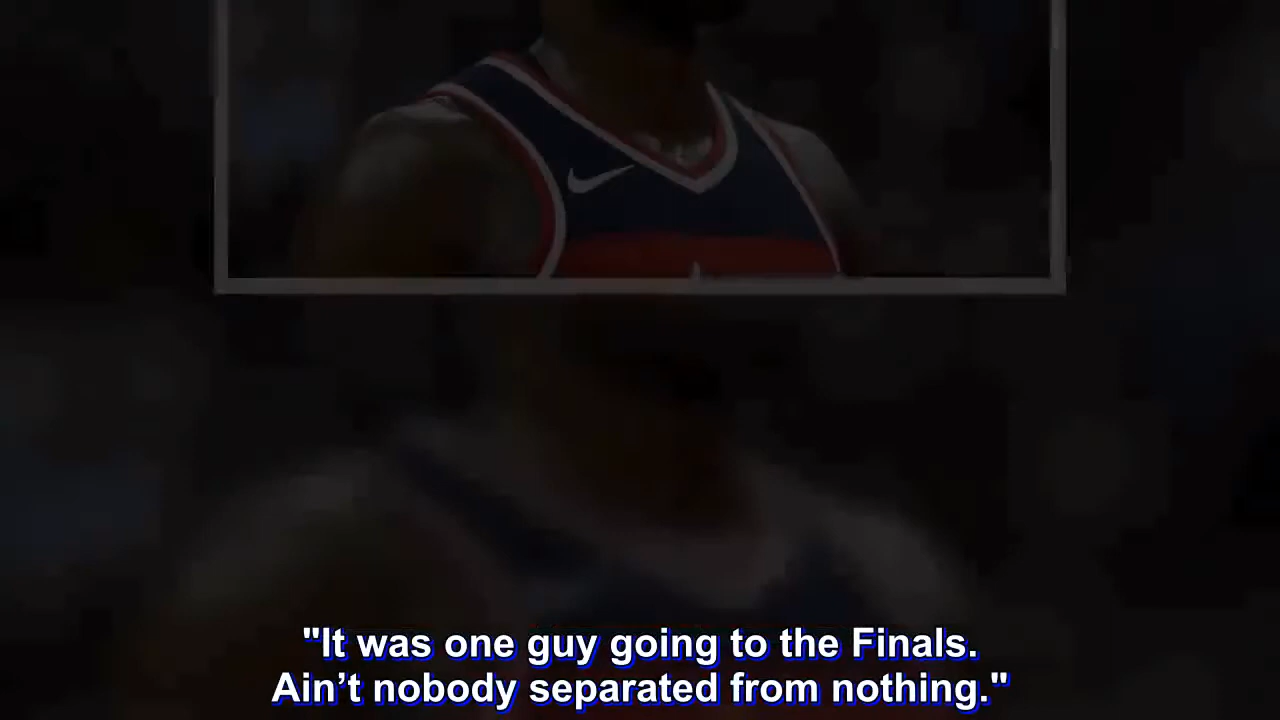 "It was one guy going to the Finals.
Ain’t nobody separated from nothing."